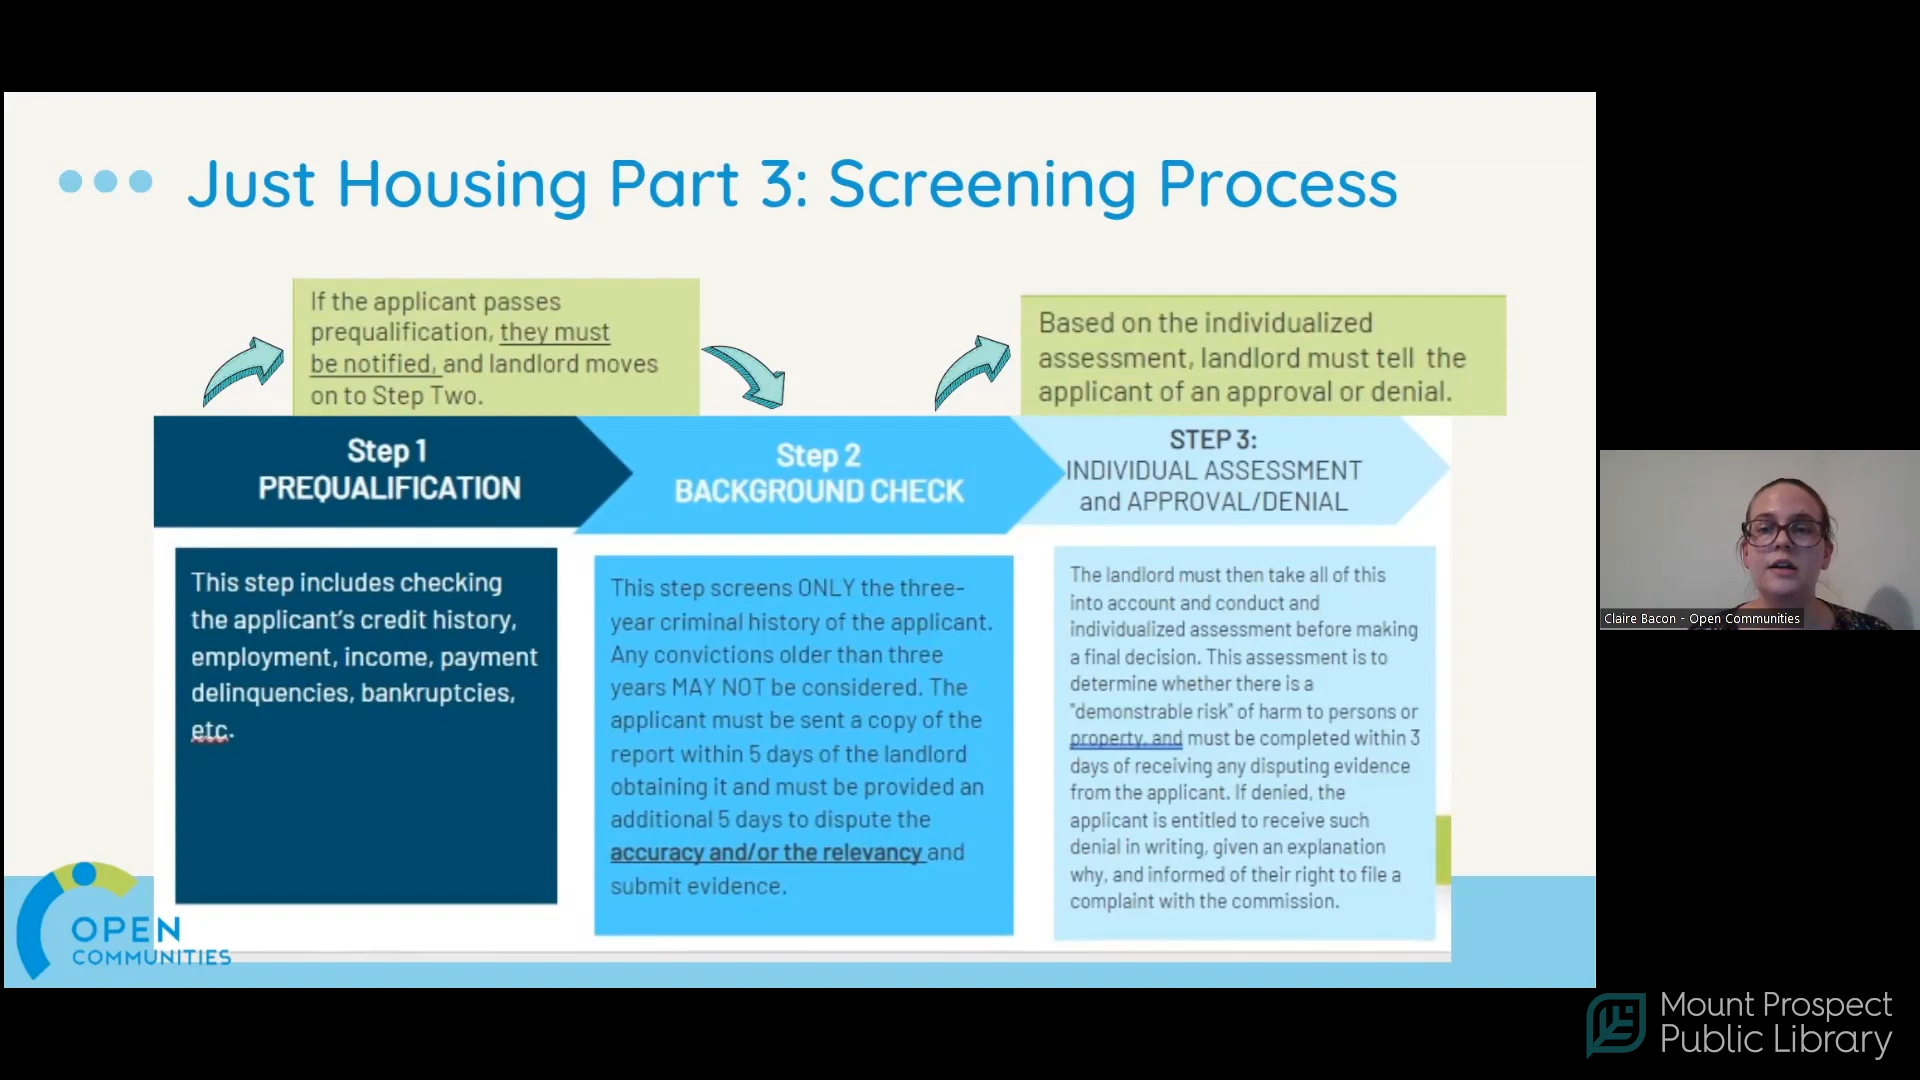 Just Housing Part 3: Screening Process
If the applicant passes
prequalification, they must
be notified, and landlord moves
on to Step Two.
Based on the individualized
assessment, landlord must tell the
applicant of an approval or denial.
Step 1
PREQUALIFICATION
Step 2
BACKGROUND CHECK
STEP 3:
INDIVIDUAL ASSESSMENT
and APPROVAL/DENIAL
This step includes checking
the applicant's credit history,
employment, income, payment
delinquencies, bankruptcies,
etc.
This step screens ONLY the three-
year criminal history of the applicant.
Any convictions older than three
years MAY NOT be considered. The
applicant must be sent a copy of the
report within 5 days of the landlord
obtaining it and must be provided an
additional 5 days to dispute the
accuracy and/or the relevancy and
submit evidence.
The landlord must then take all of this
into account and conduct and
individualized assessment before making
a final decision. This assessment is to
determine whether there is a
"demonstrable risk" of harm to persons or
property, and must be completed within 3
days of receiving any disputing evidence
from the applicant. If denied, the
applicant is entitled to receive such
denial in writing, given an explanation
why, and informed of their right to file a
complaint with the commission.
OPEN
COMMUNITIES
Claire Bacon - Open Communities
Mount Prospect
Public Library